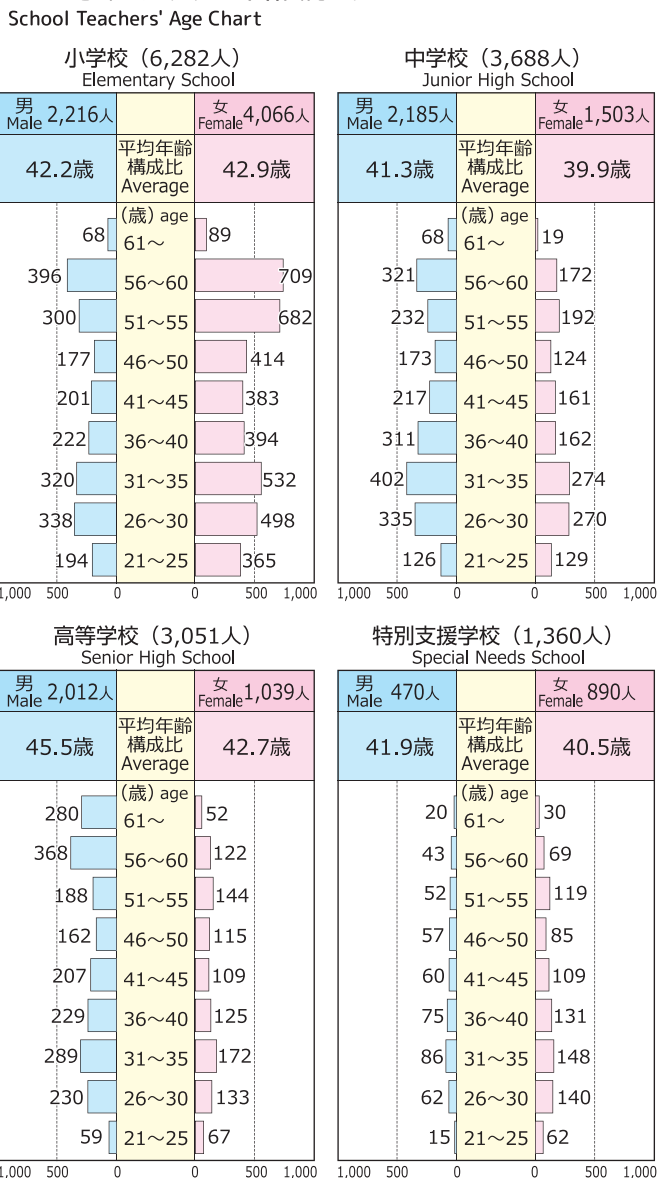 School Teachers' Age Chart
小学校（6,282人）
Elementary School
男 Male 2,216人 女 Female 4,066人
42.2歳 平均年齢 構成比 Average 42.9歳
(歳) age
68 61～ 89
396 56～60 709
300 51～55 682
177 46～50 414
201 41～45 383
222 36～40 394
320 31～35 532
338 26～30 498
194 21～25 365
1,000 500 0 0 500 1,000
中学校（3,688人）
Junior High School
男 Male 2,185人 女 Female 1,503人
41.3歳 平均年齢 構成比 Average 39.9歳
(歳) age
68 61～ 19
321 56～60 172
232 51～55 192
173 46～50 124
217 41～45 161
311 36～40 162
402 31～35 274
335 26～30 270
126 21～25 129
1,000 500 0 0 500 1,000
高等学校（3,051人）
Senior High School
男 Male 2,012人 女 Female 1,039人
45.5歳 平均年齢 構成比 Average 42.7歳
(歳) age
280 61～ 52
368 56～60 122
188 51～55 144
162 46～50 115
207 41～45 109
229 36～40 125
289 31～35 172
230 26～30 133
59 21～25 67
1,000 500 0 0 500 1,000
特別支援学校（1,360人）
Special Needs School
男 Male 470人 女 Female 890人
41.9歳 平均年齢 構成比 Average 40.5歳
(歳) age
20 61～ 30
43 56～60 69
52 51～55 119
57 46～50 85
60 41～45 109
75 36～40 131
86 31～35 148
62 26～30 140
15 21～25 62
1,000 500 0 0 500 1,000